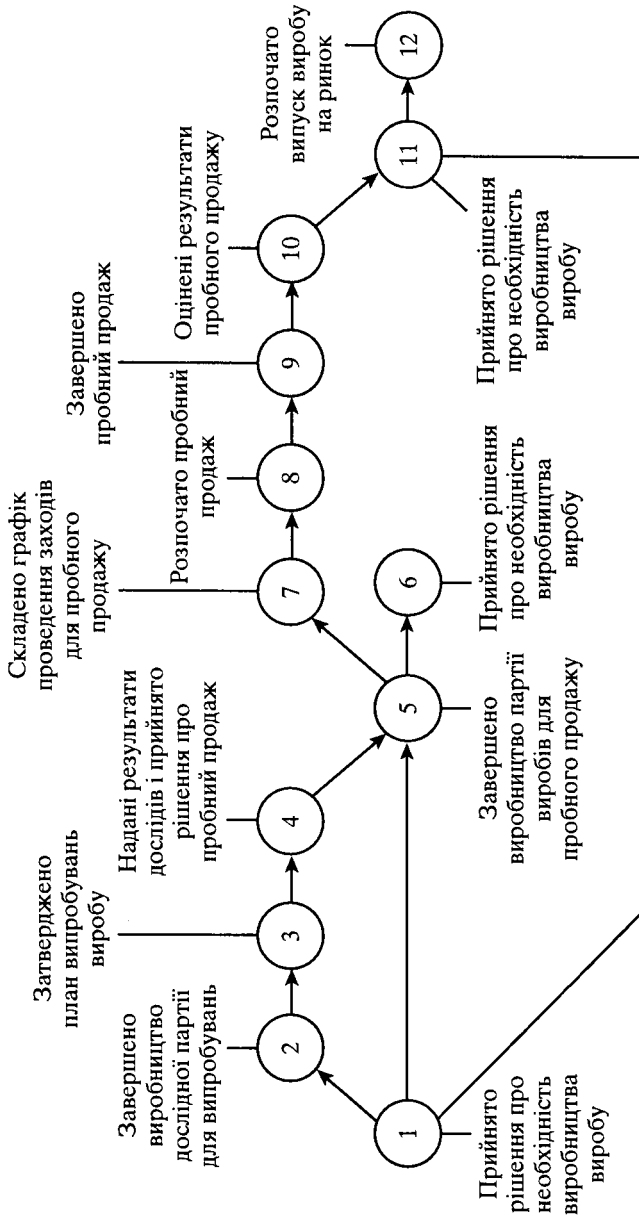 Прийнято
рішення про
необхідність
виробництва
виробу
1
Завершено
виробництво
дослідної партії
для випробувань
2
Затверджено
план випробувань
виробу
3
Надані результати
дослідів і прийнято
рішення про
пробний продаж
4
5
Завершено
виробництво партії
виробів для
пробного продажу
6
Прийнято рішення
про необхідність
виробництва
виробу
Складено графік
проведення заходів
для пробного
продажу
7
Розпочато пробний
продаж
8
Завершено
пробний продаж
9
Оцінені результати
пробного продажу
10
11
Прийнято рішення
про необхідність
виробництва
виробу
Розпочато
випуск виробу
на ринок
12